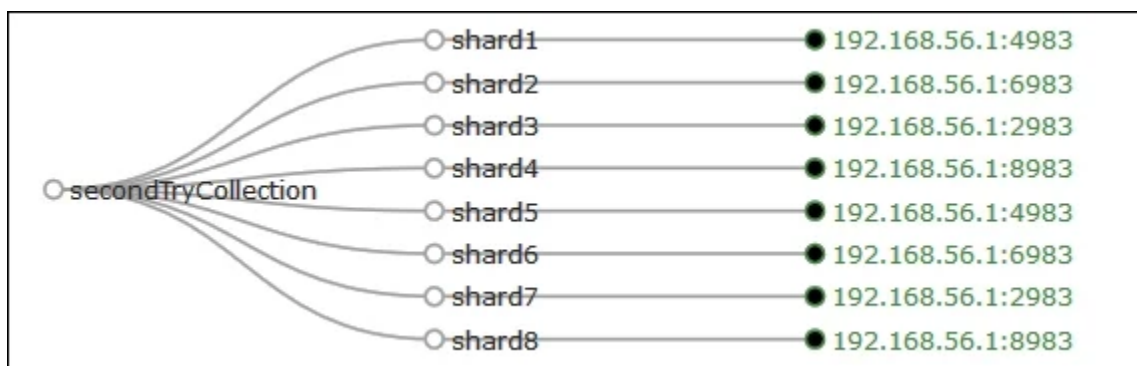 shard1 192.168.56.1:4983
shard2 192.168.56.1:6983
shard3 192.168.56.1:2983
shard4 192.168.56.1:8983
secondTryCollection
shard5 192.168.56.1:4983
shard6 192.168.56.1:6983
shard7 192.168.56.1:2983
shard8 192.168.56.1:8983